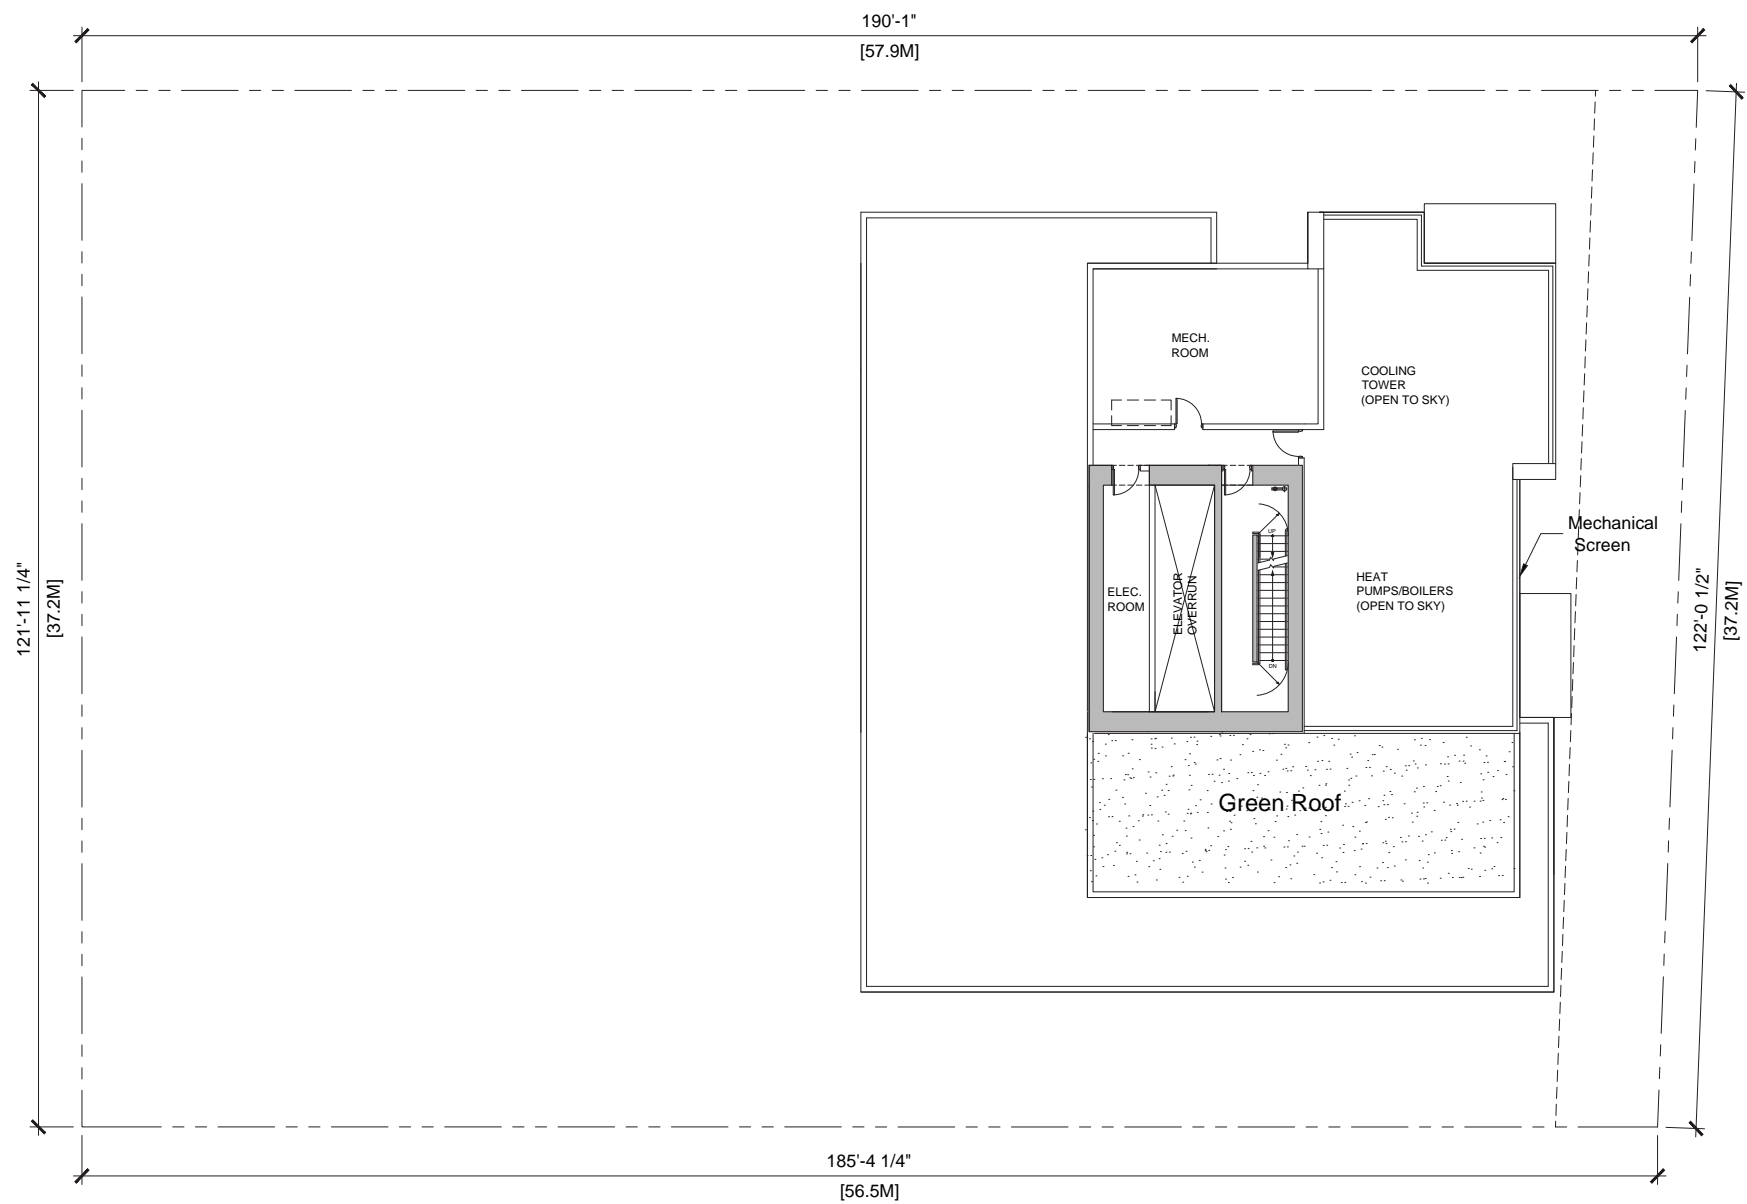 190'-1"
[57.9M]
MECH.
ROOM
COOLING
TOWER
(OPEN TO SKY)
Mechanical
Screen
UP
HEAT
PUMPS/BOILERS
(OPEN TO SKY)
ELEC.
ROOM
ELEVATOR
OVERRUN
DN
121'-11 1/4"
[37.2M]
122'-0 1/2"
[37.2M]
Green Roof
185'-4 1/4"
[56.5M]